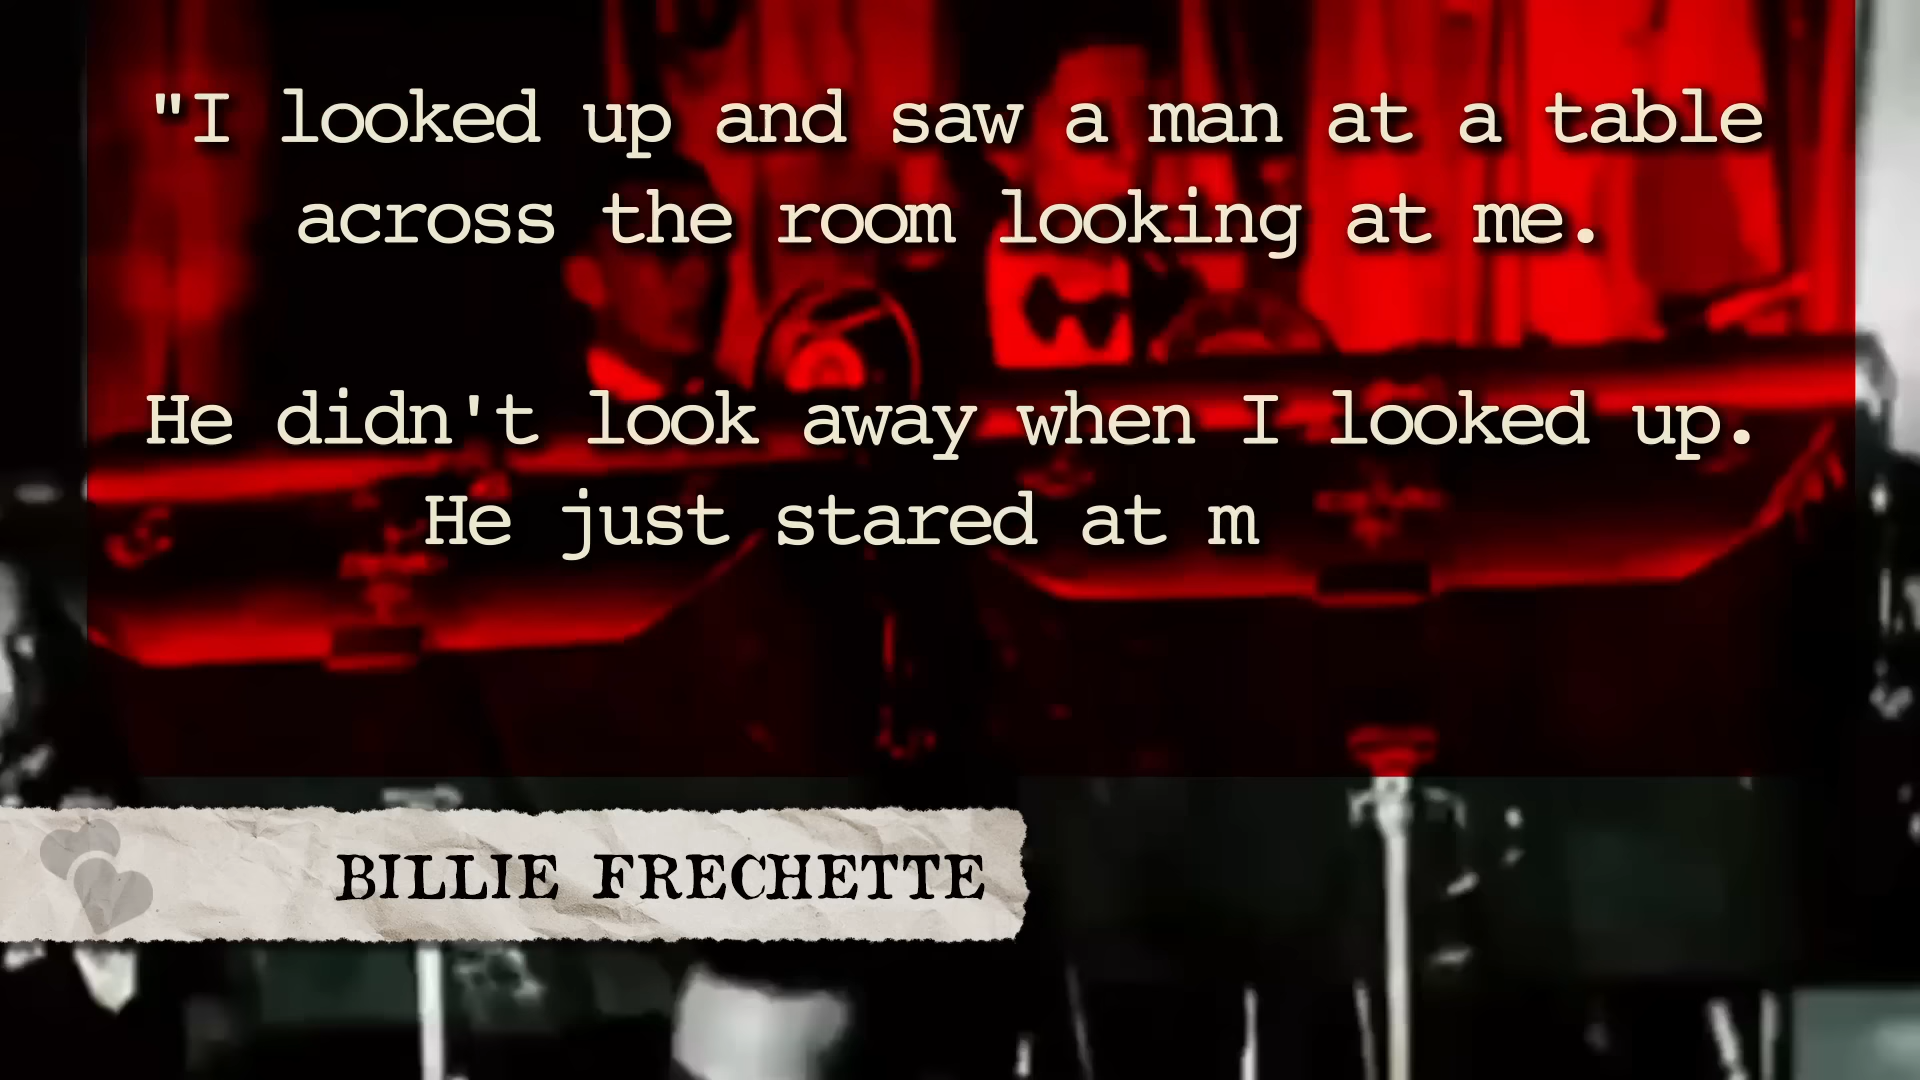 "I looked up and saw a man at a table
across the room looking at me.
He didn't look away when I looked up.
He just stared at m
BILLIE FRECHETTE